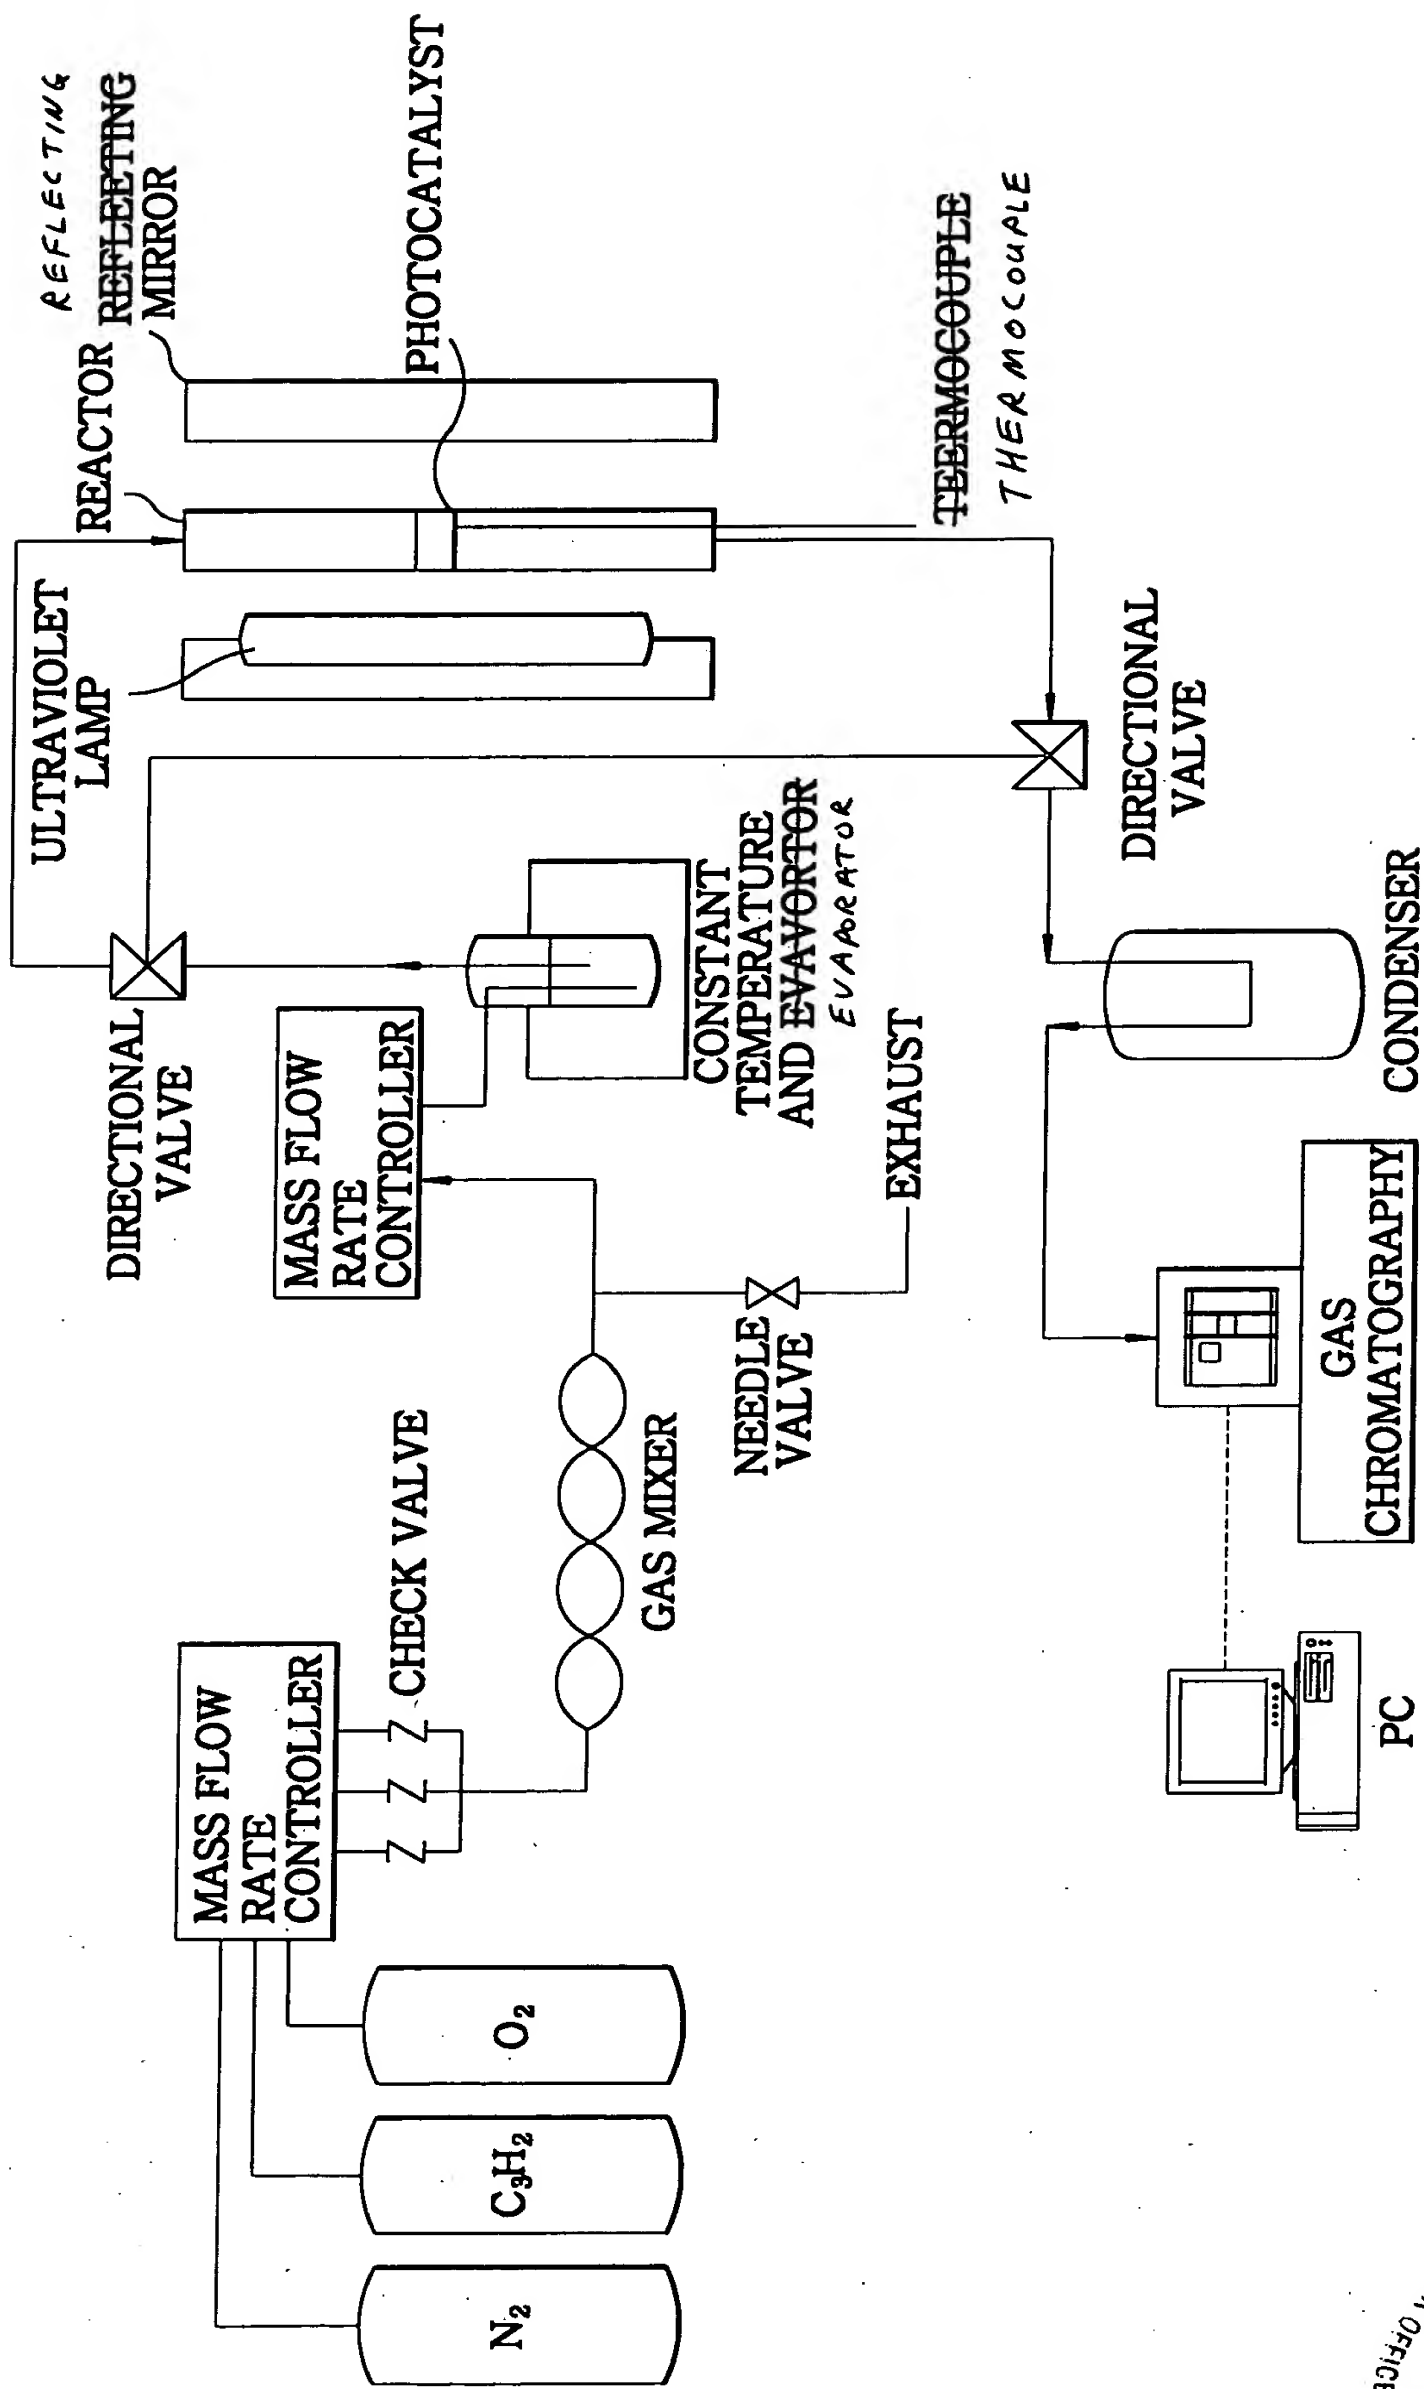 REFLECTING
REACTOR REFLEETING
MIRROR
ULTRAVIOLET
LAMP
PHOTOCATALYST
TEERMOCOUPLE
THERMOCOUPLE
DIRECTIONAL
VALVE
MASS FLOW
RATE
CONTROLLER
CONSTANT
TEMPERATURE
AND EVAVORTOR
EVAPORATOR
DIRECTIONAL
VALVE
EXHAUST
NEEDLE
VALVE
CONDENSER
MASS FLOW
RATE
CONTROLLER
CHECK VALVE
GAS MIXER
GAS
CHROMATOGRAPHY
PC
N₂
C₃H₂
O₂
OFFICE